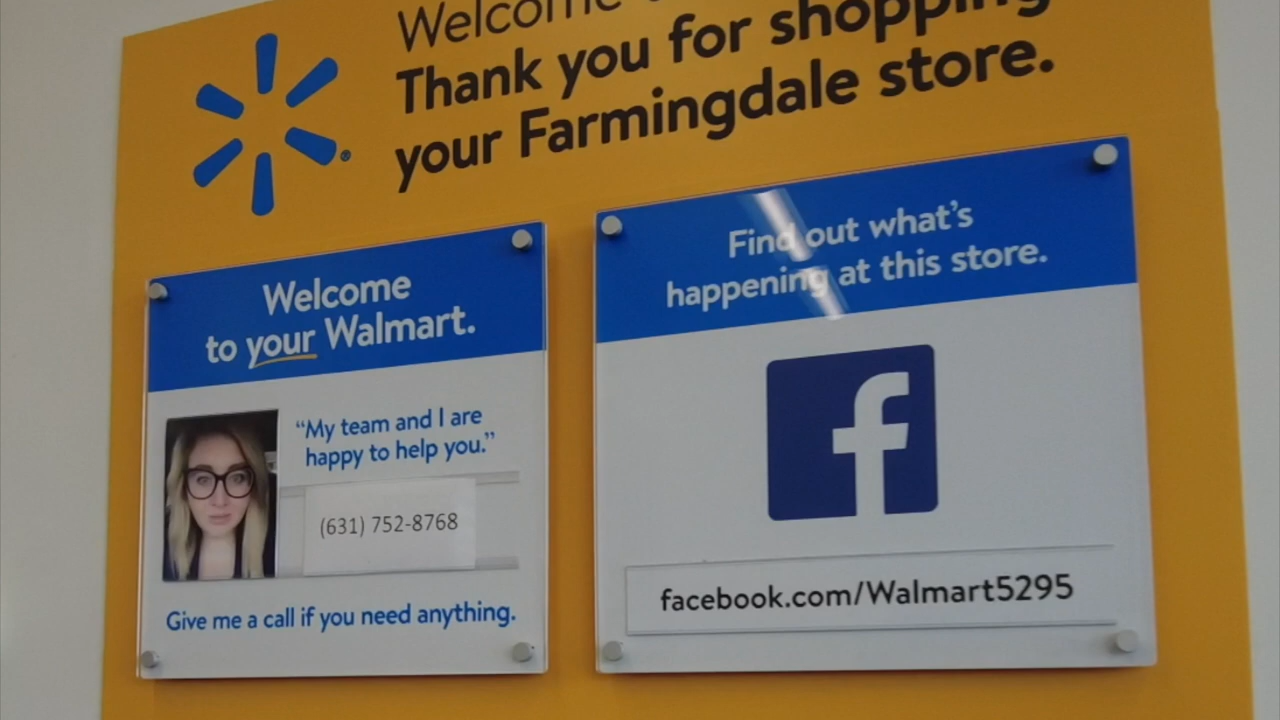 Welcome
Thank you for shopping
your Farmingdale store.
Welcome
to your Walmart.
“My team and I are
happy to help you.”
(631) 752-8768
Give me a call if you need anything.
Find out what’s
happening at this store.
facebook.com/Walmart5295